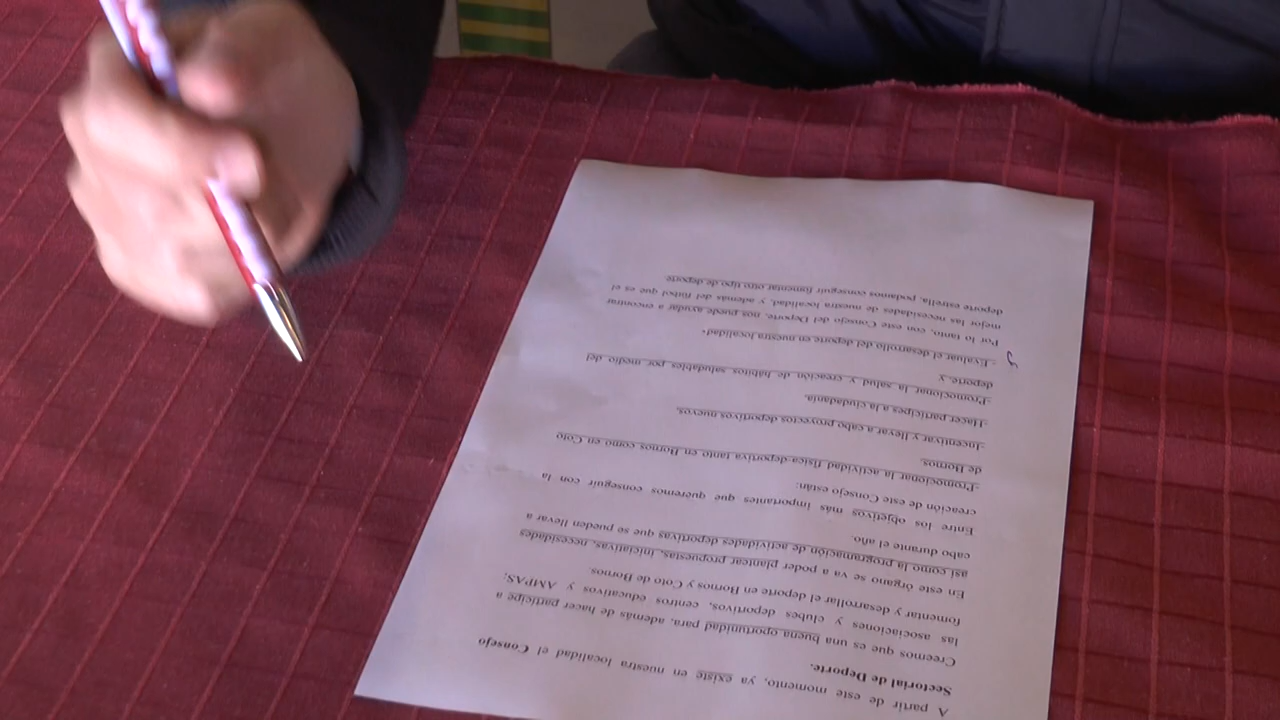 A partir de este momento, ya existe en nuestra localidad el Consejo
Sectorial de Deporte.
Creemos que es una buena oportunidad para, además de hacer partícipe a
las asociaciones y clubes deportivos, centros educativos y AMPAS;
fomentar y desarrollar el deporte en Bornos y Coto de Bornos.
En este órgano se va a poder plantear propuestas, iniciativas, necesidades
así como la programación de actividades deportivas que se pueden llevar a
cabo durante el año.
Entre los objetivos más importantes que queremos conseguir con la
creación de este Consejo están:
-Promocionar la actividad física-deportiva tanto en Bornos como en Coto
de Bornos.
-Incentivar y llevar a cabo proyectos deportivos nuevos
-Hacer partícipes a la ciudadanía.
-Promocionar la salud y creación de hábitos saludables por medio del
deporte. y
-Evaluar el desarrollo del deporte en nuestra localidad
Por lo tanto, con este Consejo del Deporte, nos puede ayudar a encontrar
mejor las necesidades de nuestra localidad, y además del fútbol que es el
deporte estrella, podamos conseguir fomentar otro tipo de deporte